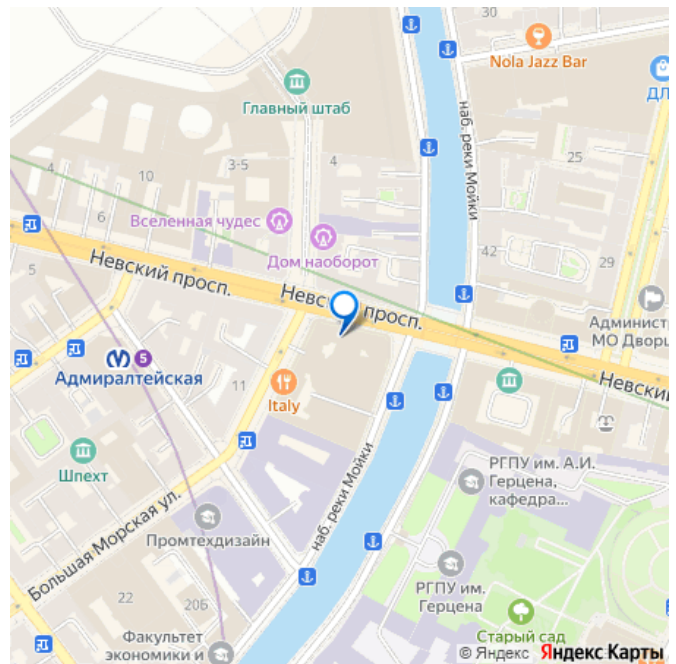 30
Nola Jazz Bar
ДЛ
Главный штаб
наб. реки Мойки
4
10
3-5
4
25
6
Вселенная чудес
Дом наоборот
42
29
5
Невский просп.
Невский просп.
Админист
МО Дворц
Адмиралтейская
5
11
Italy
Невский
Шпехт
наб. реки Мойки
РГПУ им. А.И.
Герцена,
кафедра...
Большая Морская ул.
Промтехдизайн
РГПУ им.
Герцена
22
20Б
Старый сад
Факультет
экономики и
© Яндекс Яндекс Карты